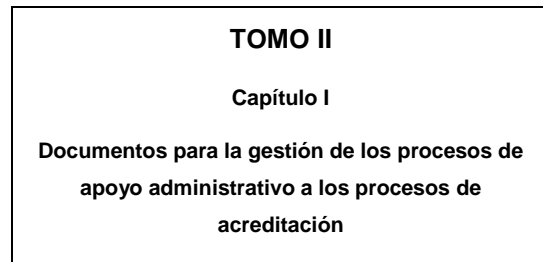 TOMO II
Capítulo I
Documentos para la gestión de los procesos de
apoyo administrativo a los procesos de
acreditación